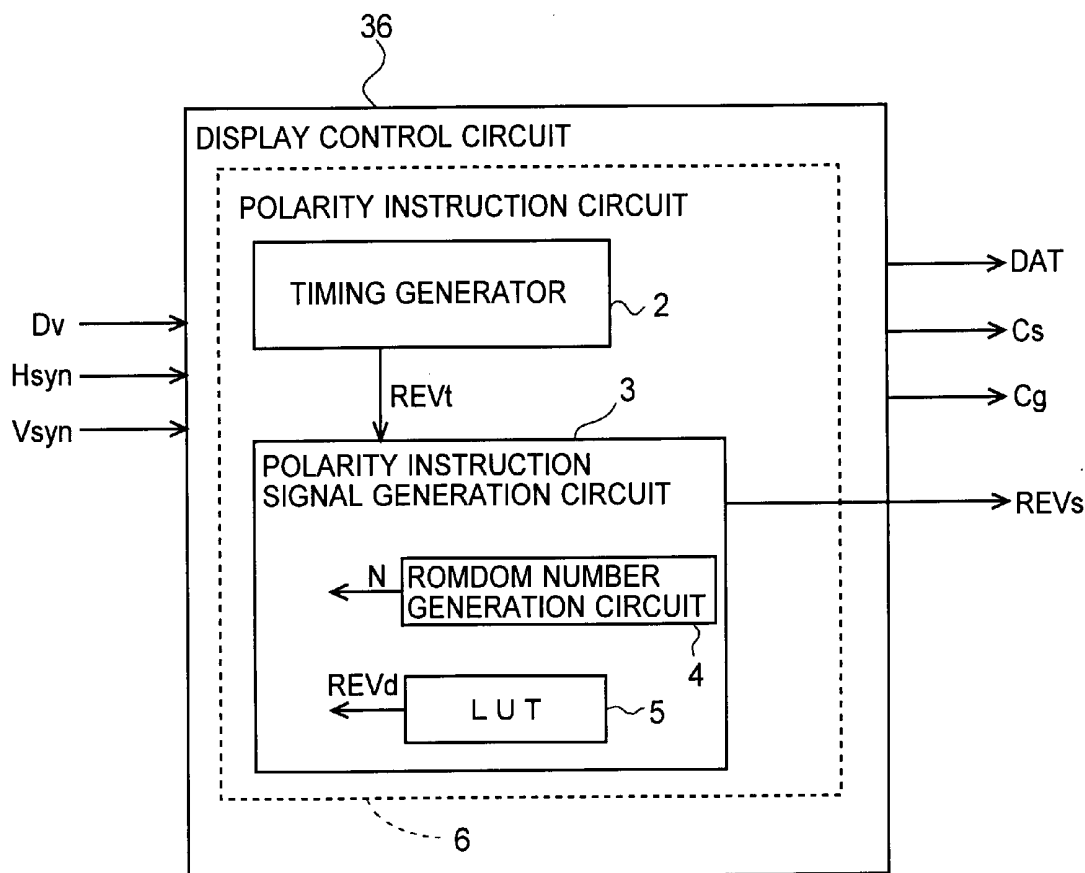 36
DISPLAY CONTROL CIRCUIT
POLARITY INSTRUCTION CIRCUIT
TIMING GENERATOR
2
Dv
Hsyn
Vsyn
REVt
3
POLARITY INSTRUCTION
SIGNAL GENERATION CIRCUIT
N
ROMDOM NUMBER
GENERATION CIRCUIT
4
REVd
L U T
5
6
DAT
Cs
Cg
REVs